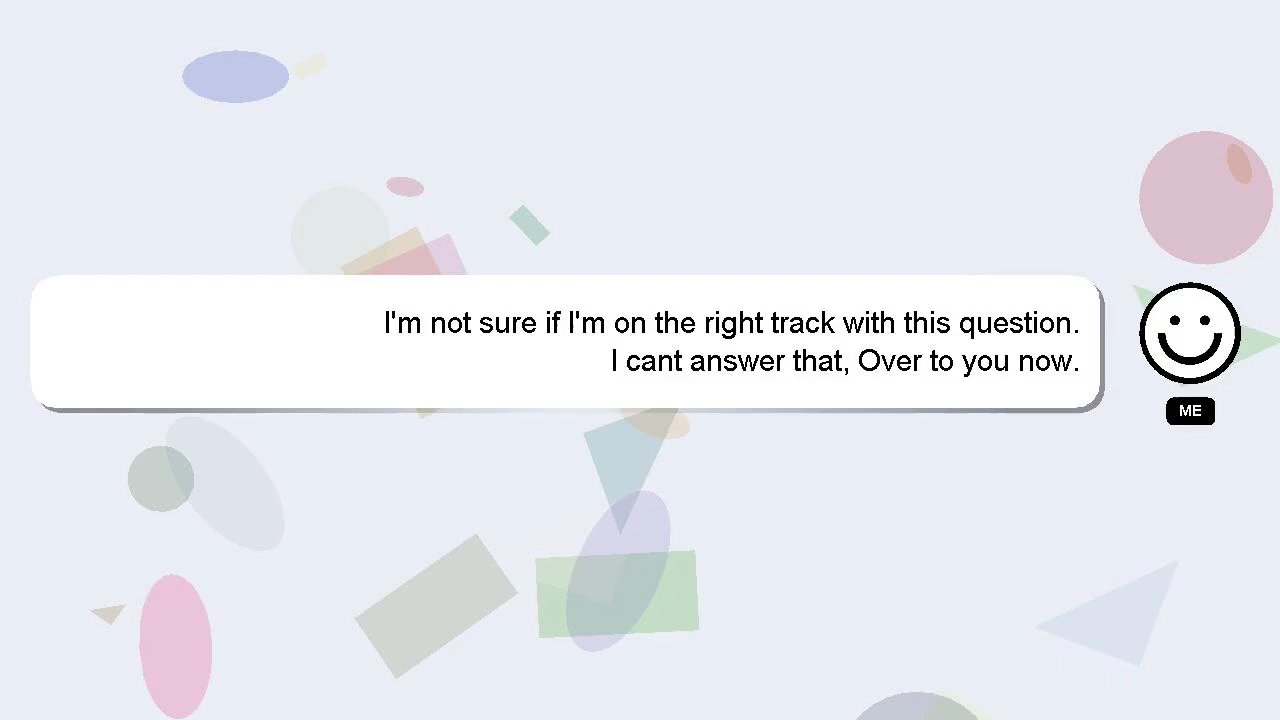 I'm not sure if I'm on the right track with this question.
I cant answer that, Over to you now.
ME